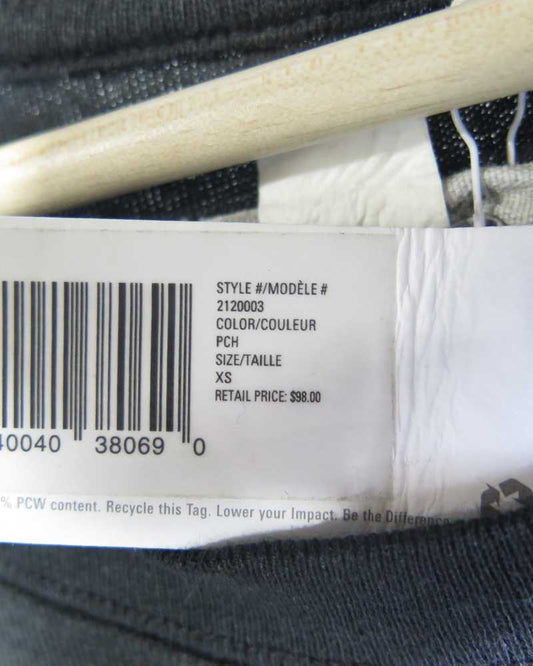 STYLE #/MODÈLE #
2120003
COLOR/COULEUR
PCH
SIZE/TAILLE
XS
RETAIL PRICE: $98.00
40040 38069 0
% PCW content. Recycle this Tag. Lower your Impact. Be the Difference